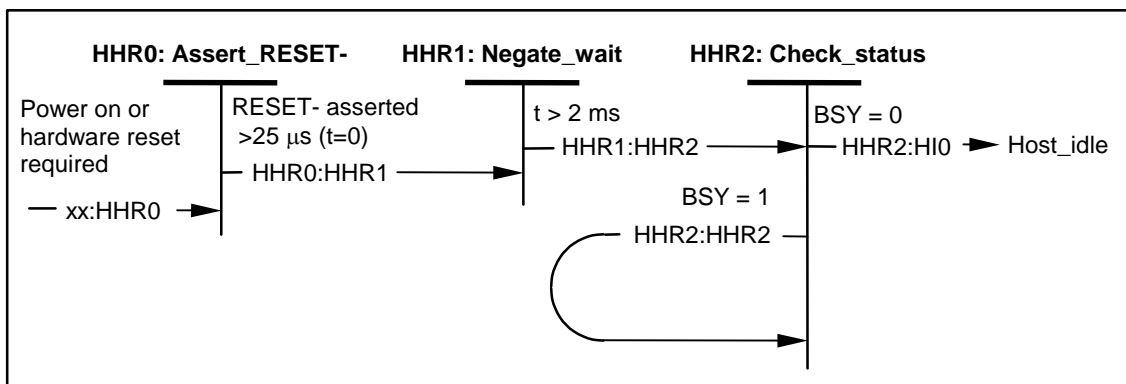 HHR0: Assert_RESET-
HHR1: Negate_wait
HHR2: Check_status
Power on or
hardware reset
required
xx:HHR0
RESET- asserted
>25 μs (t=0)
HHR0:HHR1
t > 2 ms
HHR1:HHR2
BSY = 0
HHR2:HI0
Host_idle
BSY = 1
HHR2:HHR2